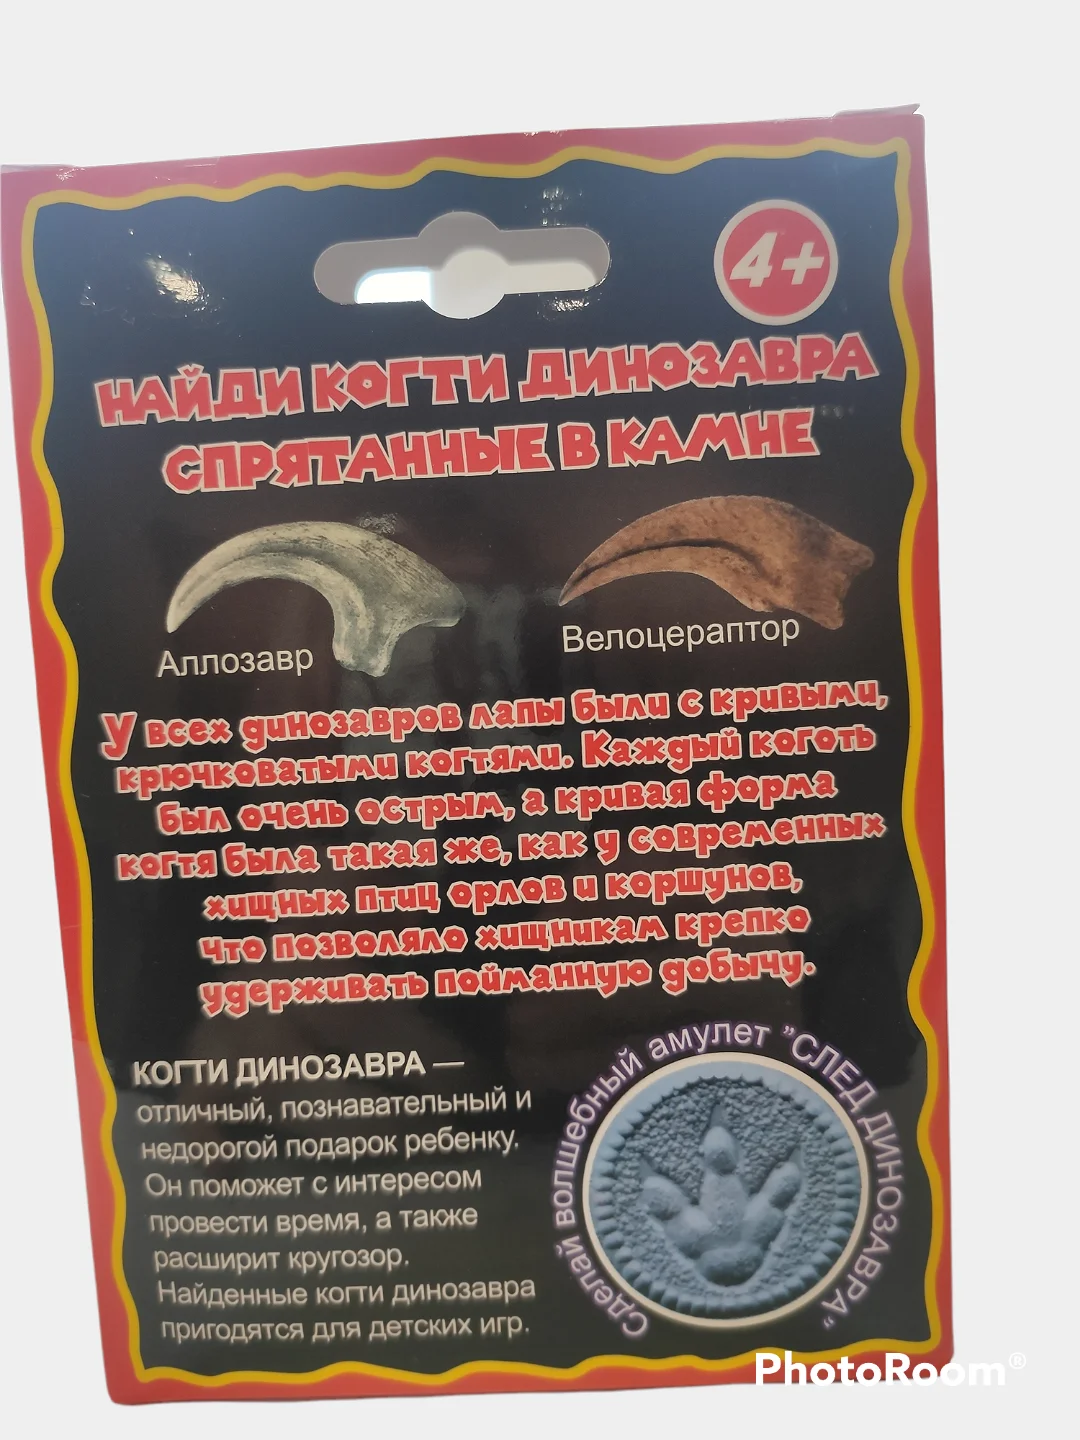 4+
НАЙДИ КОГТИ ДИНОЗАВРА
СПРЯТАННЫЕ В КАМНЕ
Аллозавр
Велоцераптор
У всех динозавров лапы были с кривыми,
крючковатыми когтями. Каждый коготь
был очень острым, а кривая форма
когтя была такая же, как у современных
хищных птиц орлов и коршунов,
что позволяло хищникам крепко
удерживать пойманную добычу.
КОГТИ ДИНОЗАВРА —
отличный, познавательный и
недорогой подарок ребенку.
Он поможет с интересом
провести время, а также
расширит кругозор.
Найденные когти динозавра
пригодятся для детских игр.
Сделай волшебный амулет "СЛЕД ДИНОЗАВРА"
PhotoRoom®